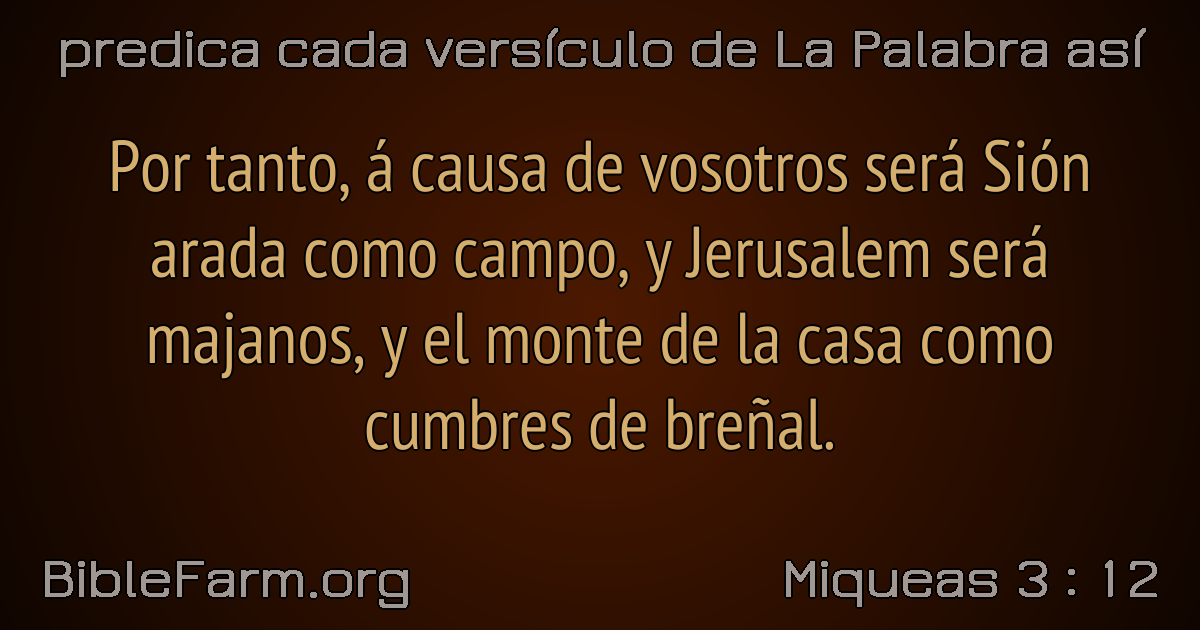 predica cada versículo de La Palabra así
Por tanto, á causa de vosotros será Sión
arada como campo, y Jerusalem será
majanos, y el monte de la casa como
cumbres de breñal.
BibleFarm.org
Miqueas 3 : 12